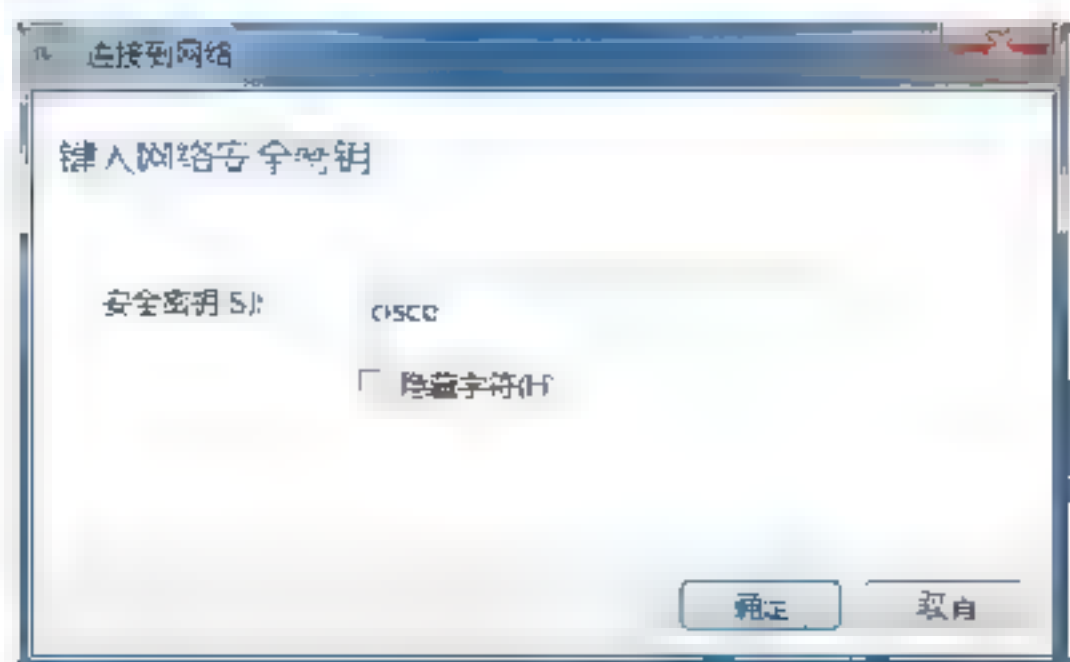 连接到网络
键入网络安全密钥
安全密钥(S):
cisco
隐藏字符(H)
确定
取消